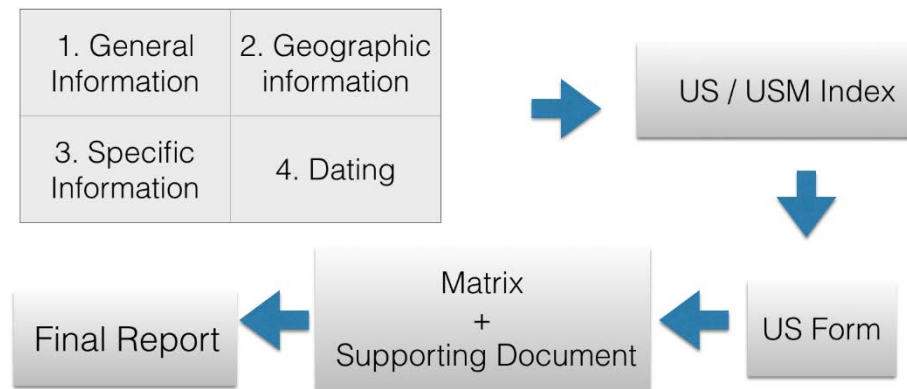 1. General
Information
2. Geographic
information
3. Specific
Information
4. Dating
US / USM Index
US Form
Matrix
+
Supporting Document
Final Report